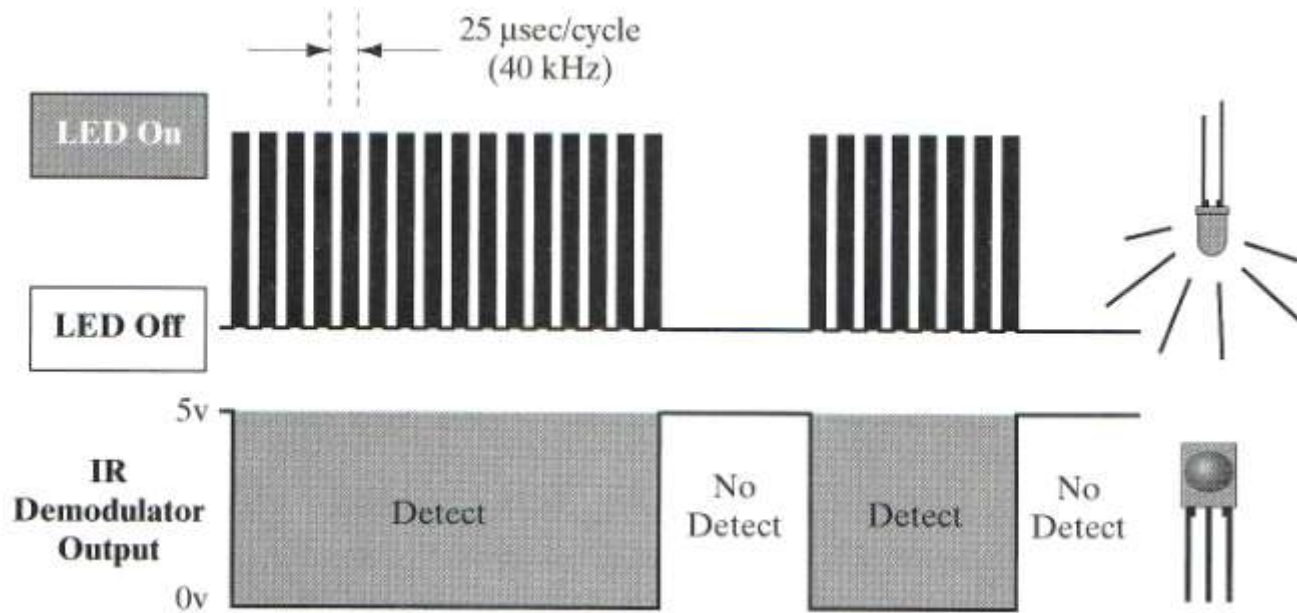 25 µsec/cycle
(40 kHz)
LED On
LED Off
5v
IR
Demodulator
Output
0v
Detect
No
Detect
Detect
No
Detect